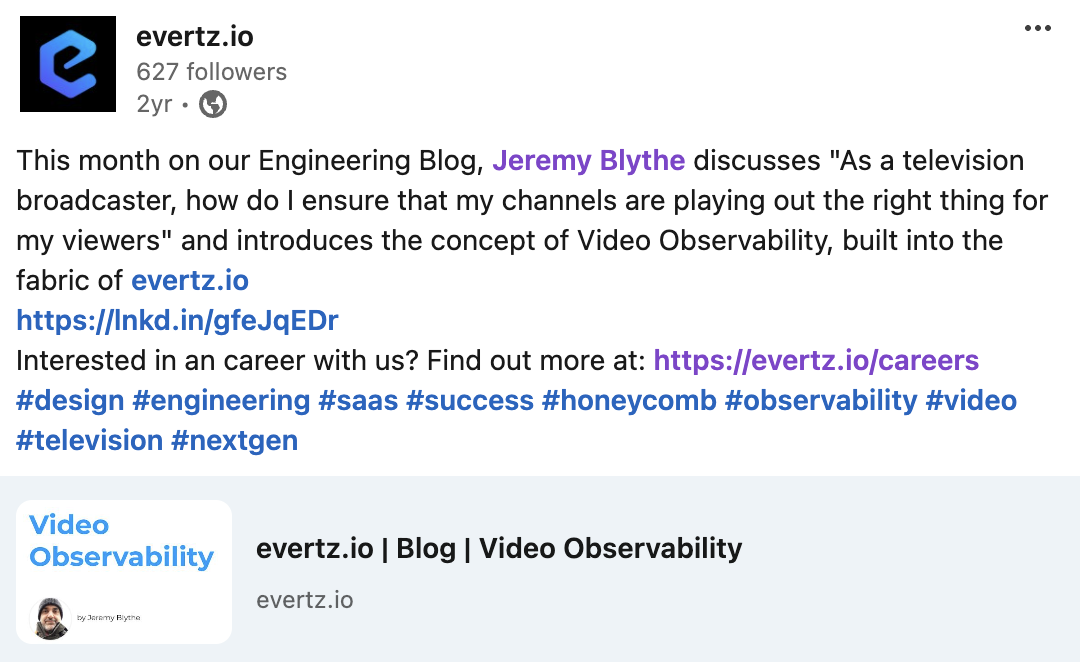 evertz.io
627 followers
2yr •
This month on our Engineering Blog, Jeremy Blythe discusses "As a television
broadcaster, how do I ensure that my channels are playing out the right thing for
my viewers" and introduces the concept of Video Observability, built into the
fabric of evertz.io
https://lnkd.in/gfeJqEDr
Interested in an career with us? Find out more at: https://evertz.io/careers
#design #engineering #saas #success #honeycomb #observability #video
#television #nextgen
Video
Observability
by Jeremy Blythe
evertz.io | Blog | Video Observability
evertz.io